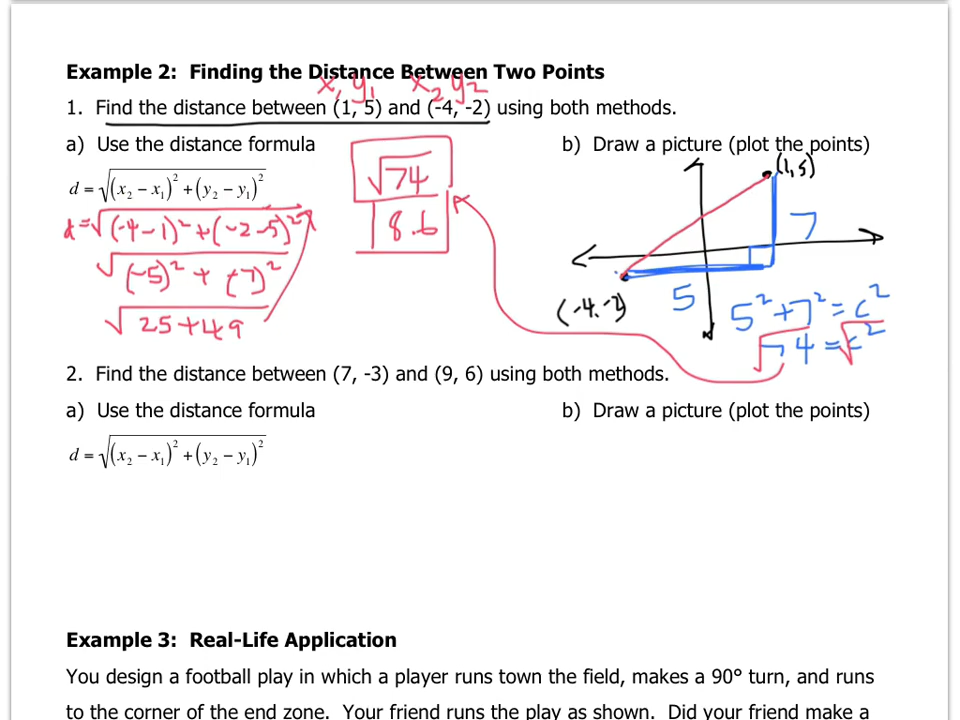 Example 2: Finding the Distance Between Two Points
x₁ y₁ x₂ y₂
1. Find the distance between (1, 5) and (-4, -2) using both methods.
a) Use the distance formula
d = √(x₂ − x₁)² + (y₂ − y₁)²
d = √(-4 - 1)² + (-2 - 5)²
√(-5)² + (-7)²
√25 + 49
√74
8.6
b) Draw a picture (plot the points)
(1, 5)
7
(-4, -2)
5
5² + 7² = c²
√74 = √c²
2. Find the distance between (7, -3) and (9, 6) using both methods.
a) Use the distance formula
b) Draw a picture (plot the points)
d = √(x₂ − x₁)² + (y₂ − y₁)²
Example 3: Real-Life Application
You design a football play in which a player runs town the field, makes a 90° turn, and runs
to the corner of the end zone. Your friend runs the play as shown. Did your friend make a